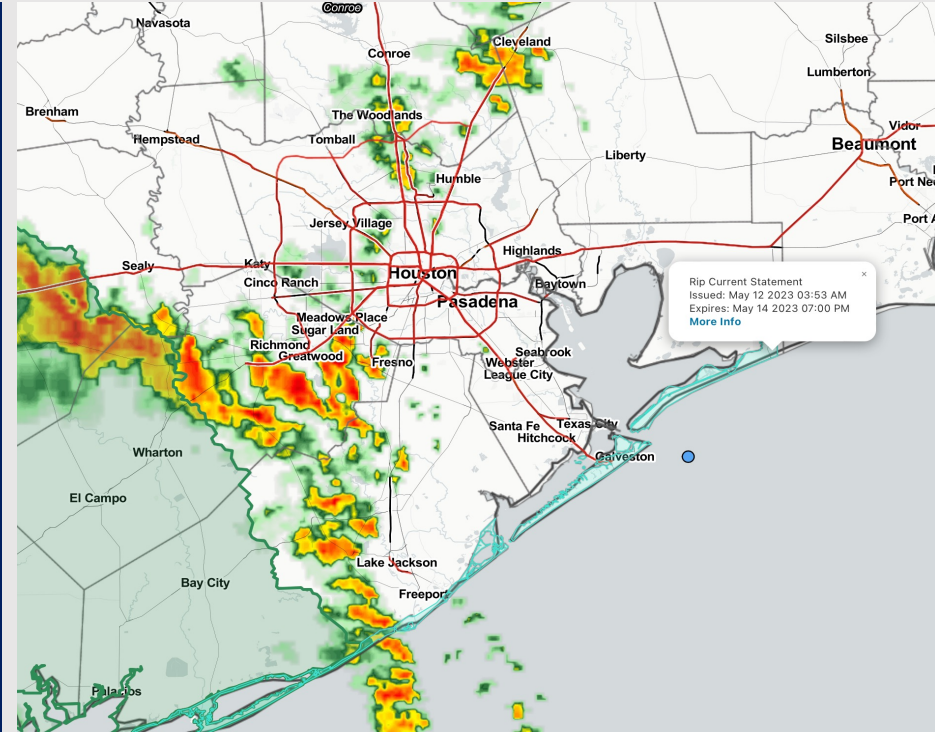 Conroe
Navasota
Cleveland
Silsbee
Conroe
Lumberton
Brenham
The Woodlands
Vidor
Hempstead
Tomball
Beaumont
Liberty
Humble
Port Nec
Port A
Jersey Village
Highlands
Sealy
Katy
Houston
Cinco Ranch
Baytown
Rip Current Statement
×
Issued: May 12 2023 03:53 AM
Expires: May 14 2023 07:00 PM
More Info
Pasadena
Meadows Place
Sugar Land
Richmond
Greatwood
Fresno
Seabrook
Webster
League City
Santa Fe
Texas City
Hitchcock
Wharton
Galveston
El Campo
Lake Jackson
Bay City
Freeport
Palacios